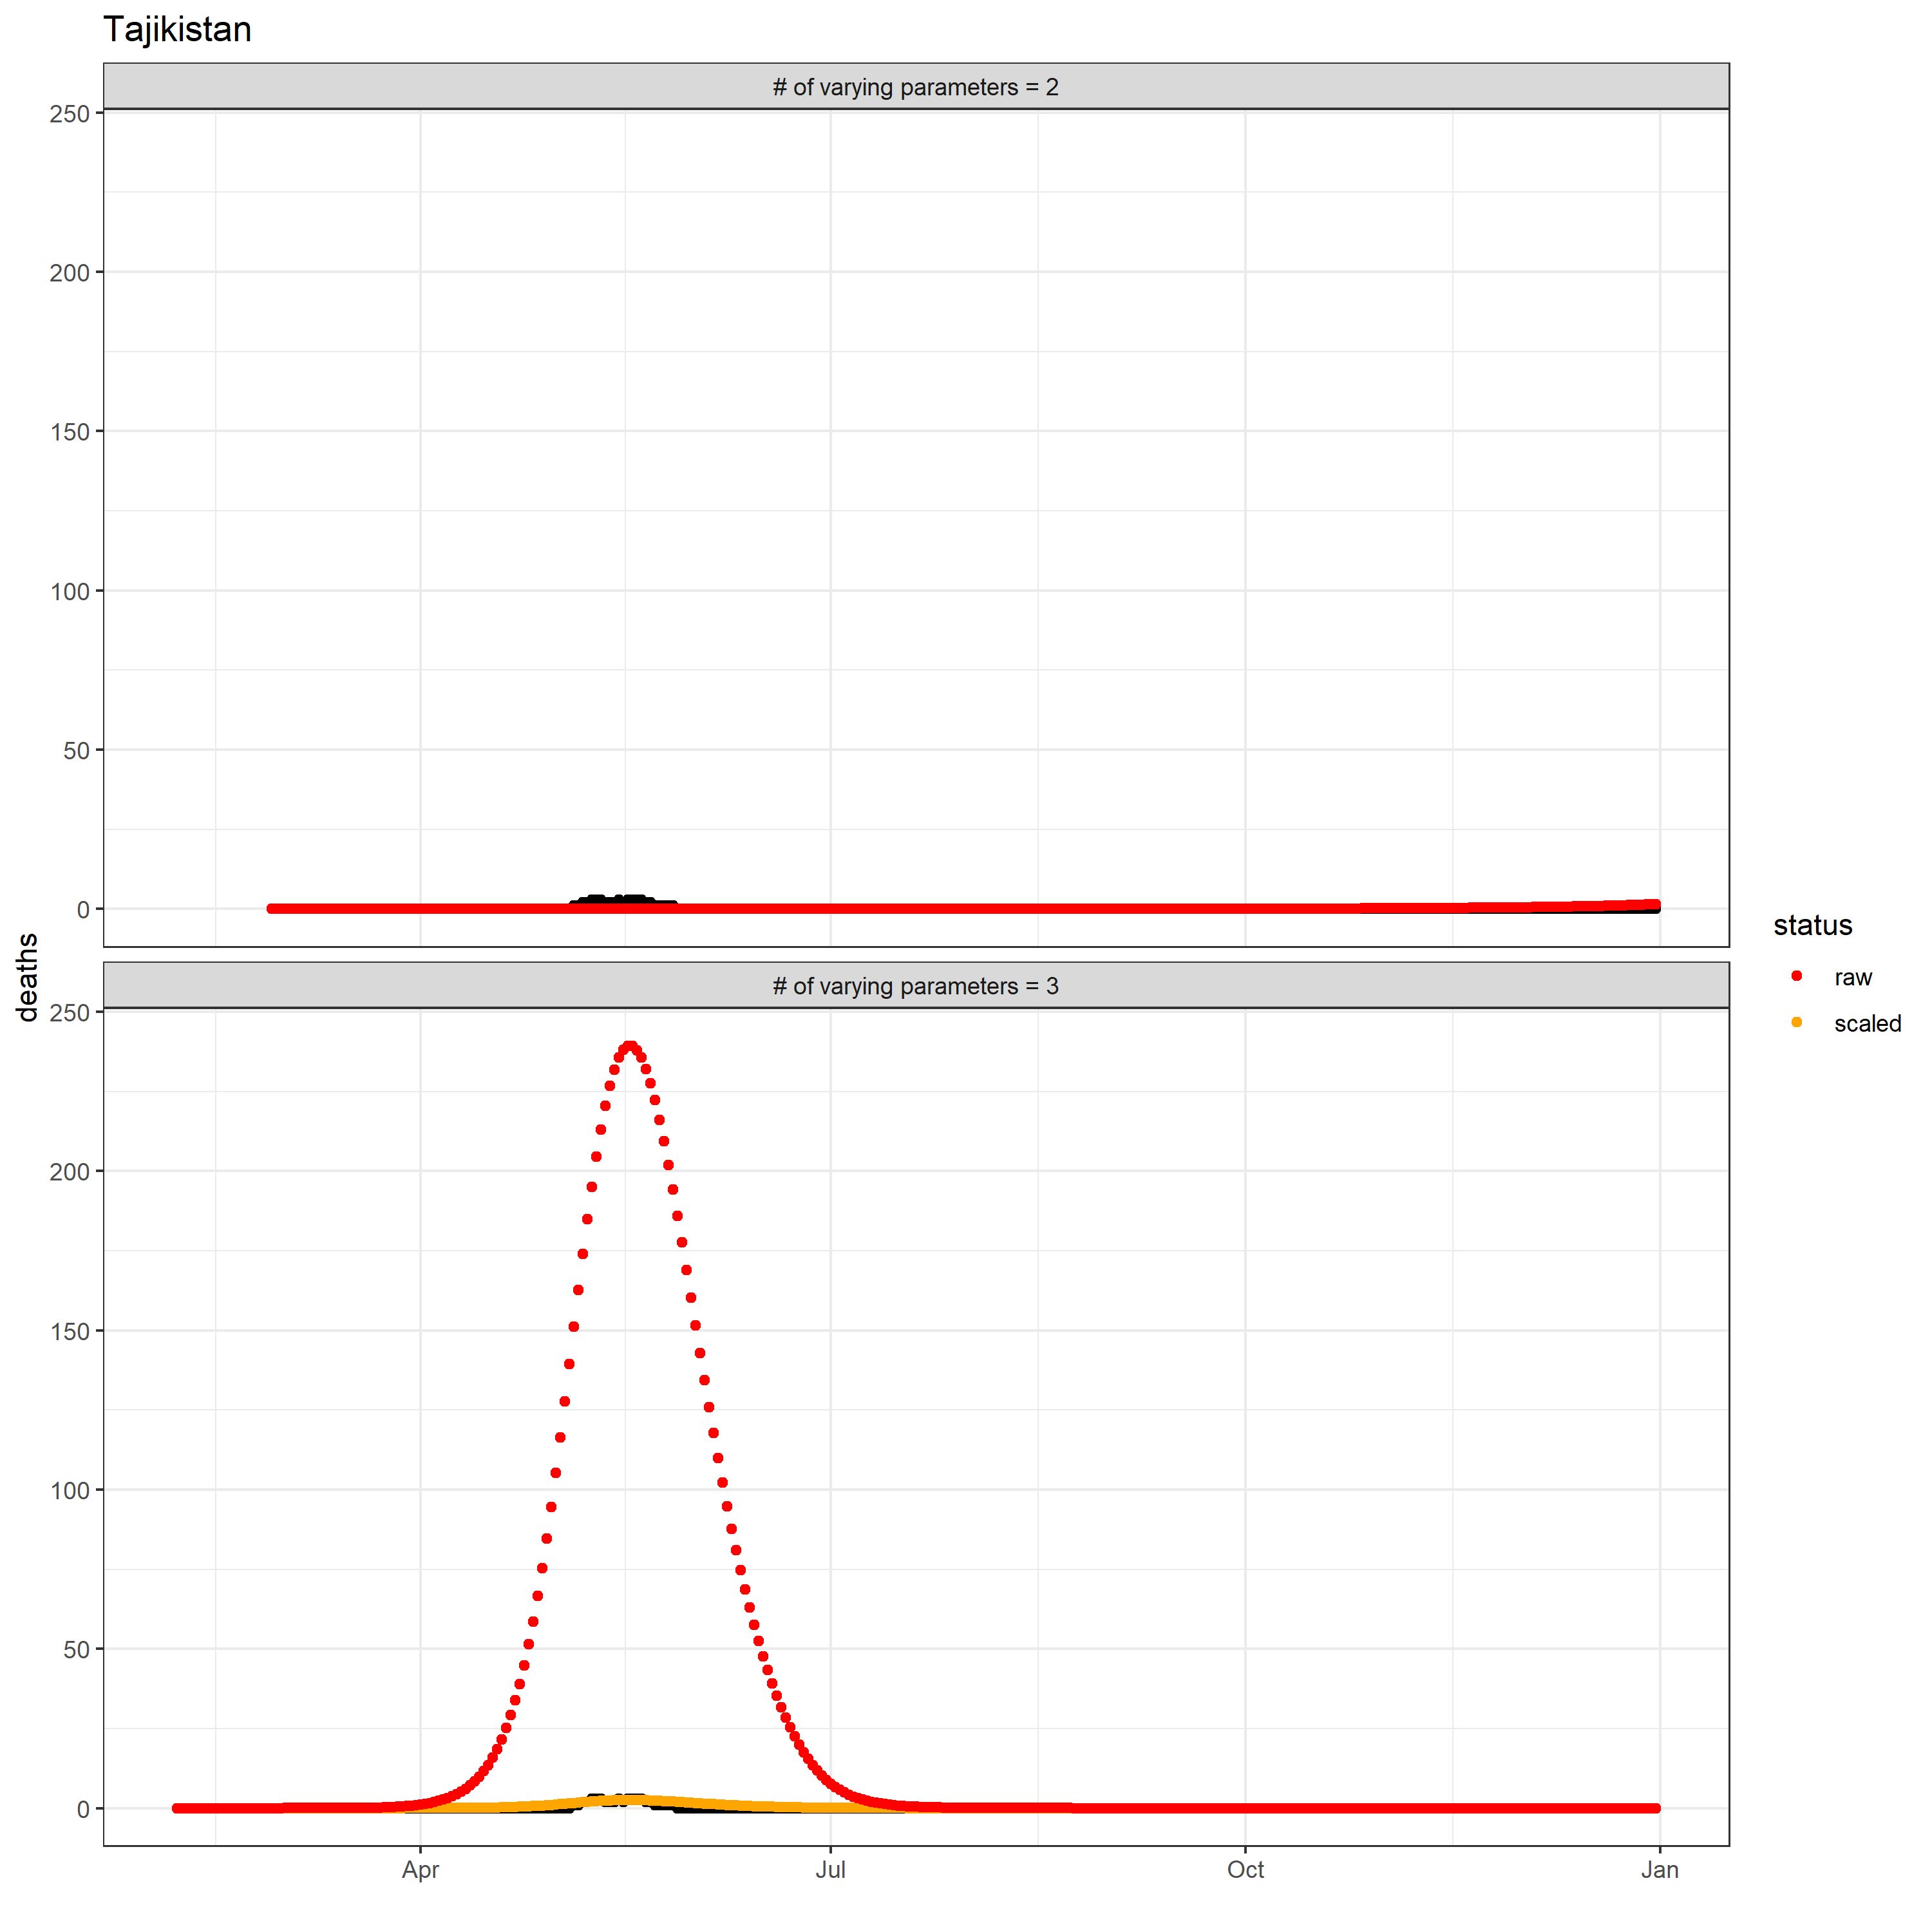 Tajikistan
# of varying parameters = 2
250
200
150
100
50
0
deaths
# of varying parameters = 3
250
200
150
100
50
0
Apr Jul Oct Jan
status
raw
scaled